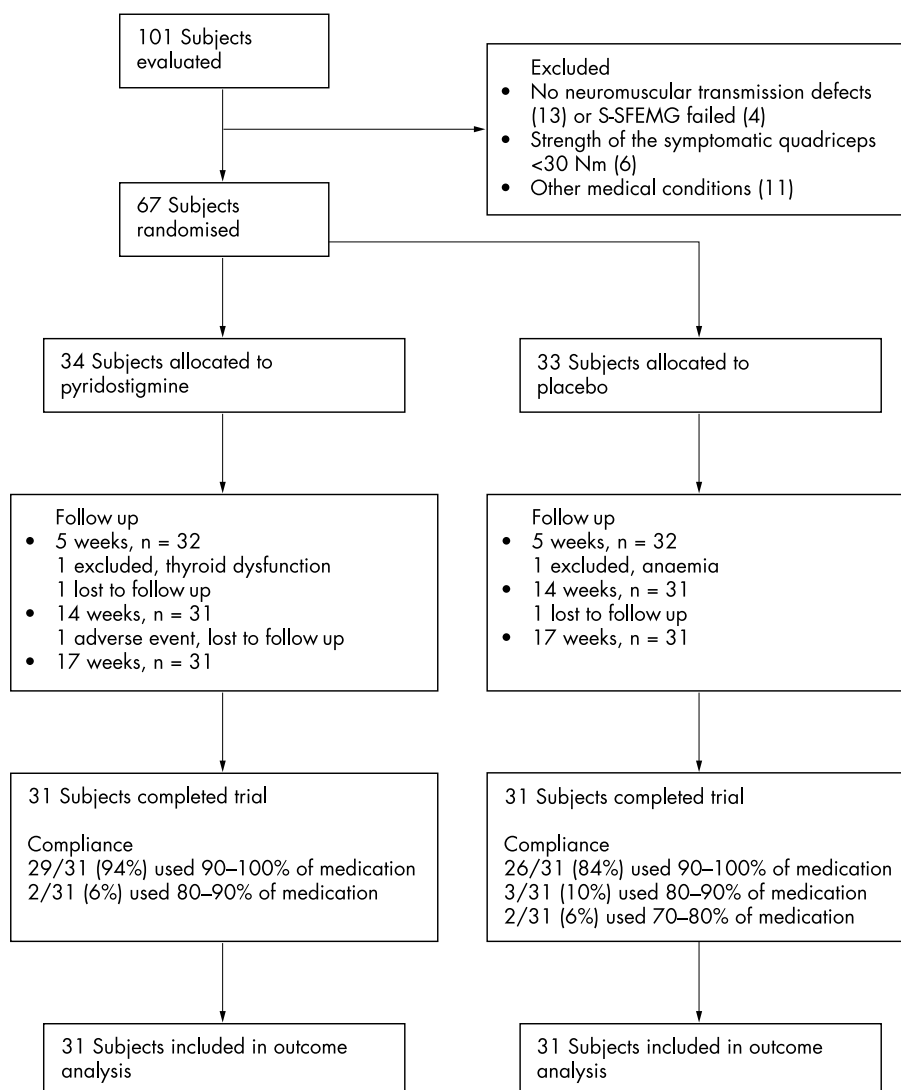 101 Subjects
evaluated
Excluded
• No neuromuscular transmission defects
(13) or S-SFEMG failed (4)
• Strength of the symptomatic quadriceps
<30 Nm (6)
• Other medical conditions (11)
67 Subjects
randomised
34 Subjects allocated to
pyridostigmine
33 Subjects allocated to
placebo
Follow up
• 5 weeks, n = 32
1 excluded, thyroid dysfunction
1 lost to follow up
• 14 weeks, n = 31
1 adverse event, lost to follow up
• 17 weeks, n = 31
Follow up
• 5 weeks, n = 32
1 excluded, anaemia
• 14 weeks, n = 31
1 lost to follow up
• 17 weeks, n = 31
31 Subjects completed trial
Compliance
29/31 (94%) used 90–100% of medication
2/31 (6%) used 80–90% of medication
31 Subjects completed trial
Compliance
26/31 (84%) used 90–100% of medication
3/31 (10%) used 80–90% of medication
2/31 (6%) used 70–80% of medication
31 Subjects included in outcome
analysis
31 Subjects included in outcome
analysis